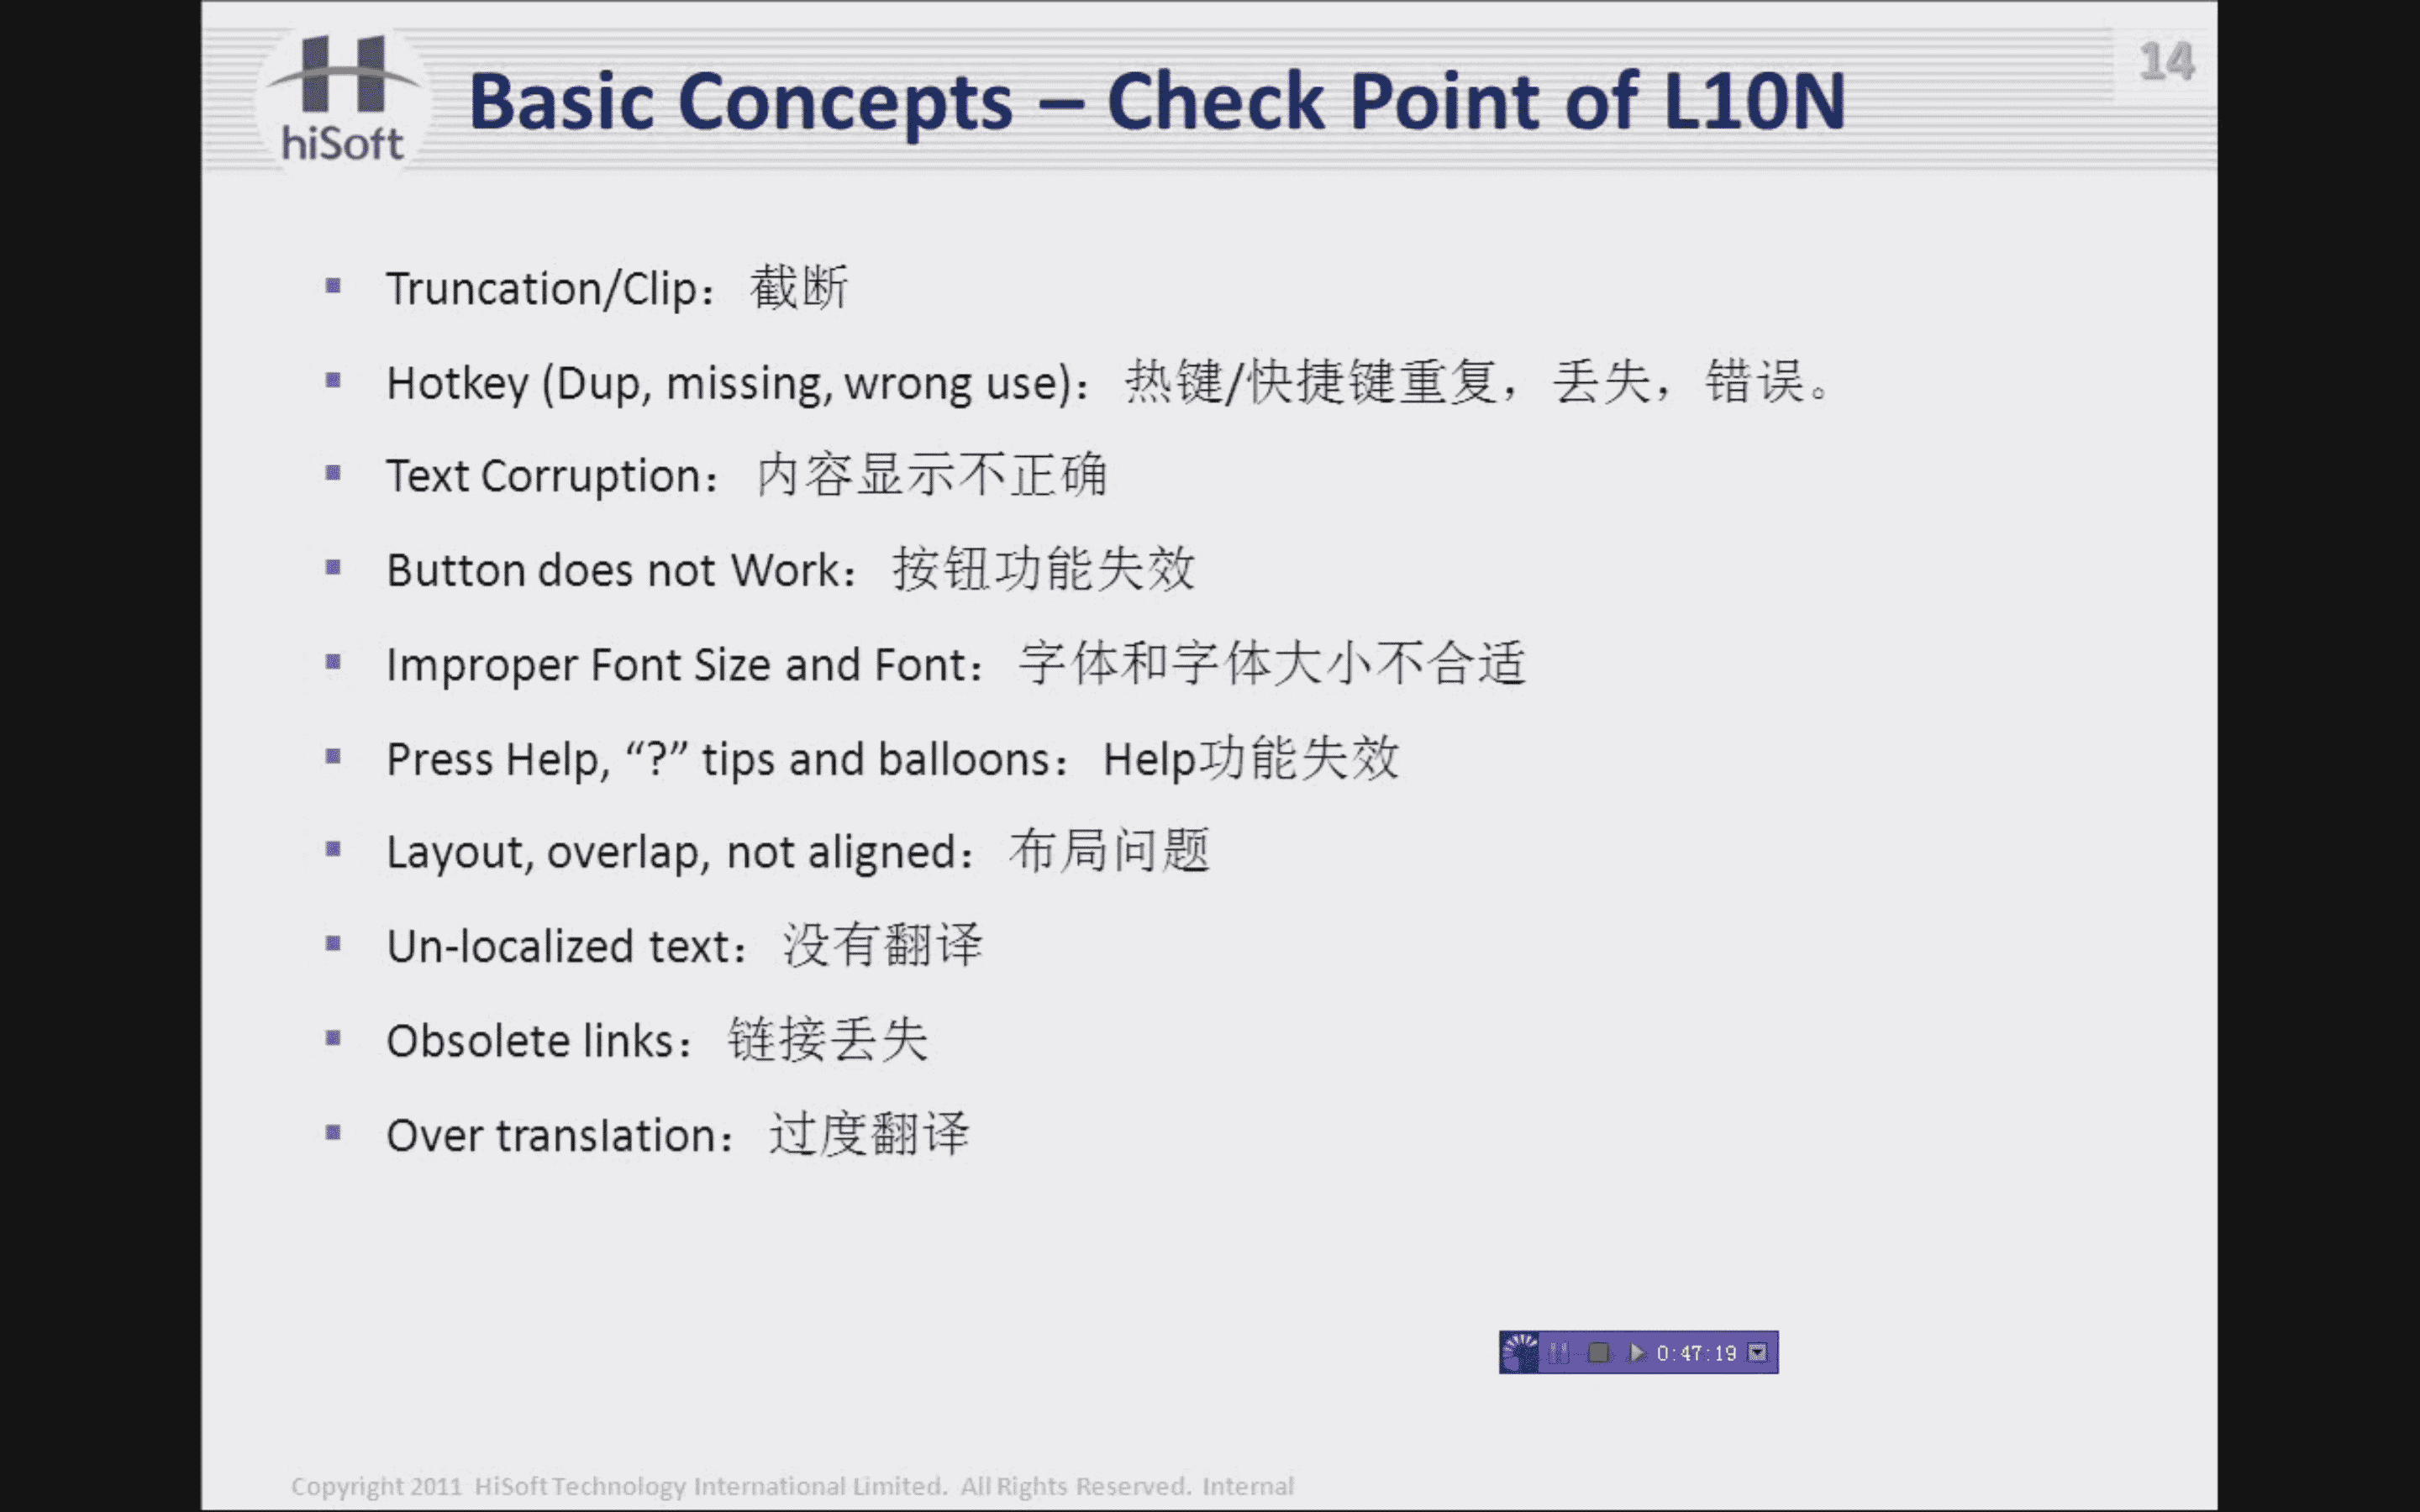 hiSoft
Basic Concepts – Check Point of L10N
14
Truncation/Clip：截断
Hotkey (Dup, missing, wrong use)：热键/快捷键重复，丢失，错误。
Text Corruption：内容显示不正确
Button does not Work：按钮功能失效
Improper Font Size and Font：字体和字体大小不合适
Press Help, “?” tips and balloons：Help功能失效
Layout, overlap, not aligned：布局问题
Un-localized text：没有翻译
Obsolete links：链接丢失
Over translation：过度翻译
0:47:19
Copyright 2011 HiSoft Technology International Limited. All Rights Reserved. Internal